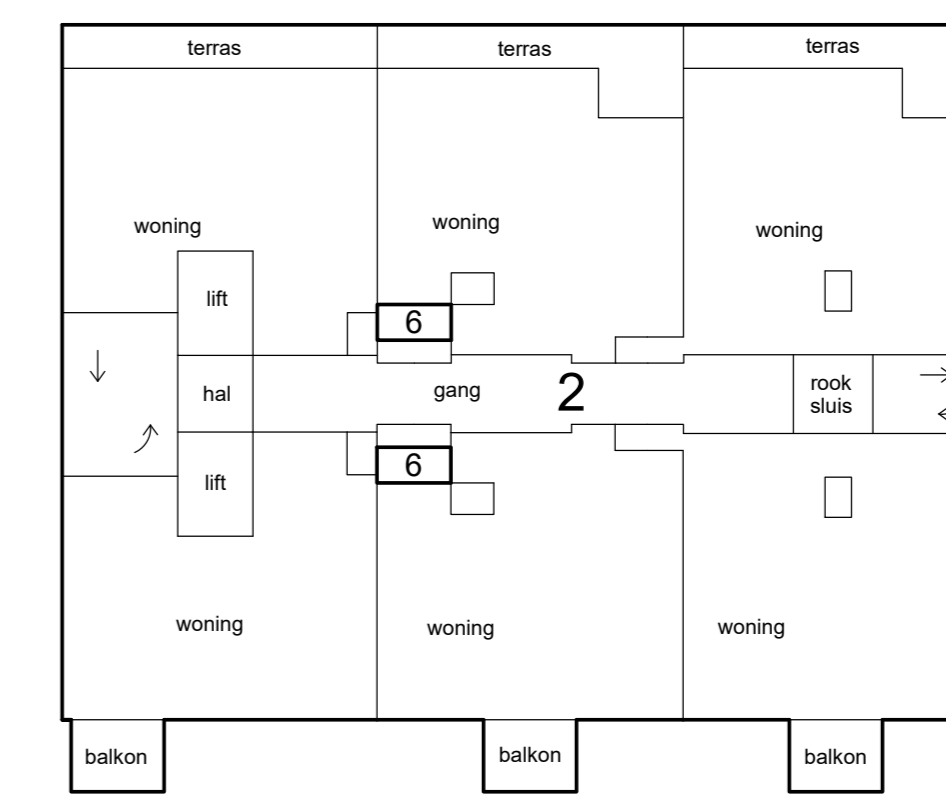 terras
terras
terras
woning
woning
woning
lift
6
hal
gang
2
rook
sluis
6
lift
woning
woning
woning
balkon
balkon
balkon